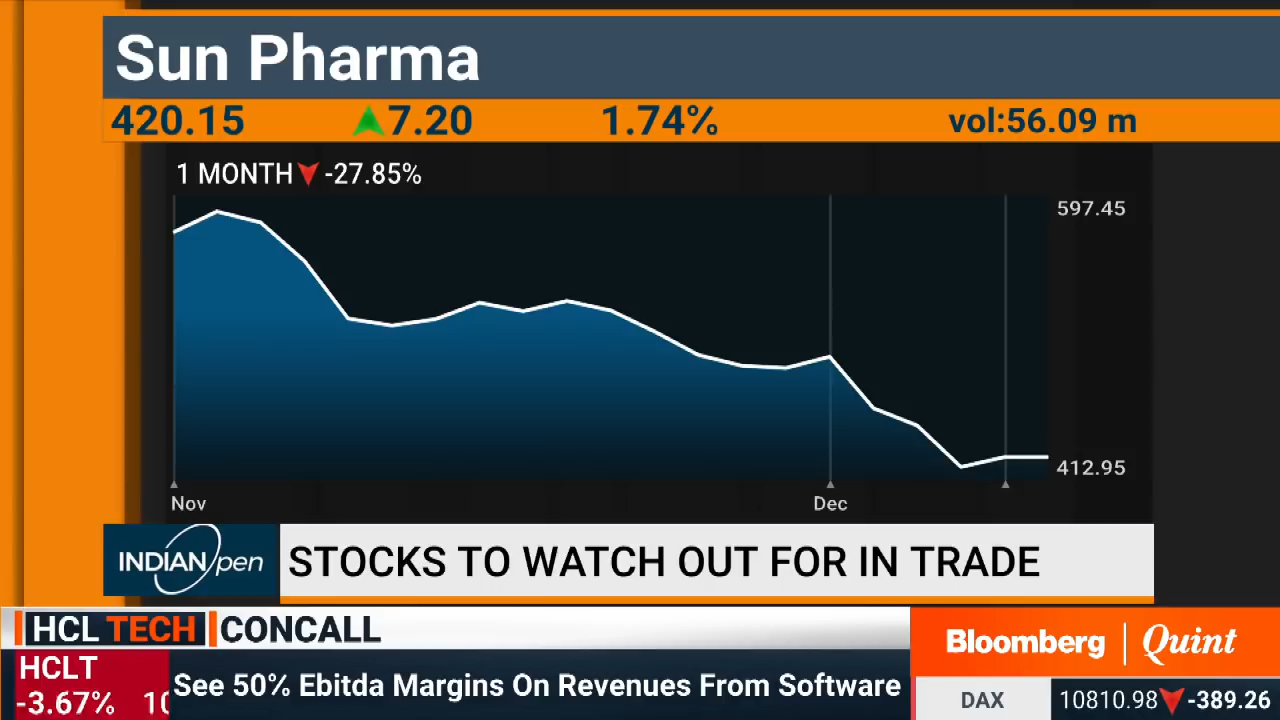 Sun Pharma
420.15 ▲7.20 1.74% vol:56.09 m
1 MONTH▼-27.85%
597.45
412.95
Nov Dec
INDIAN Open STOCKS TO WATCH OUT FOR IN TRADE
HCL TECH CONCALL
Bloomberg | Quint
HCLT
-3.67%
See 50% Ebitda Margins On Revenues From Software
DAX 10810.98▼-389.26